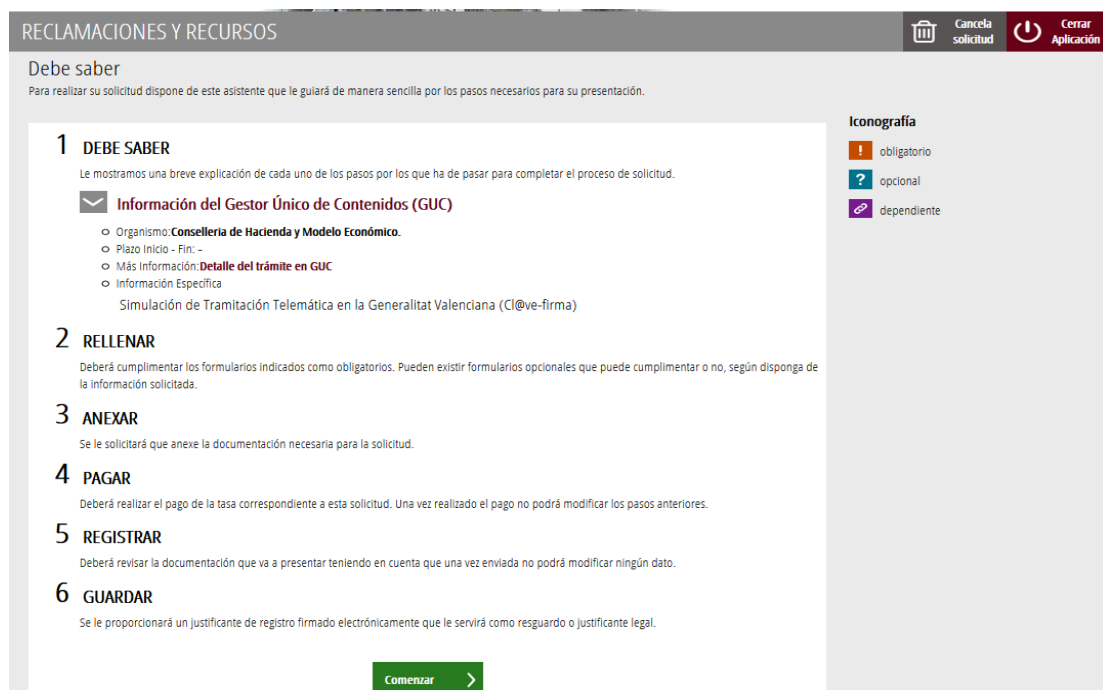 RECLAMACIONES Y RECURSOS
Cancela
solicitud
Cerrar
Aplicación
Debe saber
Para realizar su solicitud dispone de este asistente que le guiará de manera sencilla por los pasos necesarios para su presentación.
Iconografía
! obligatorio
? opcional
dependiente
1 DEBE SABER
Le mostramos una breve explicación de cada uno de los pasos por los que ha de pasar para completar el proceso de solicitud.
Información del Gestor Único de Contenidos (GUC)
Organismo:Conselleria de Hacienda y Modelo Económico.
Plazo Inicio - Fin: –
Más Información:Detalle del trámite en GUC
Información Específica
Simulación de Tramitación Telemática en la Generalitat Valenciana (Cl@ve-firma)
2 RELLENAR
Deberá cumplimentar los formularios indicados como obligatorios. Pueden existir formularios opcionales que puede cumplimentar o no, según disponga de
la información solicitada.
3 ANEXAR
Se le solicitará que anexe la documentación necesaria para la solicitud.
4 PAGAR
Deberá realizar el pago de la tasa correspondiente a esta solicitud. Una vez realizado el pago no podrá modificar los pasos anteriores.
5 REGISTRAR
Deberá revisar la documentación que va a presentar teniendo en cuenta que una vez enviada no podrá modificar ningún dato.
6 GUARDAR
Se le proporcionará un justificante de registro firmado electrónicamente que le servirá como resguardo o justificante legal.
Comenzar